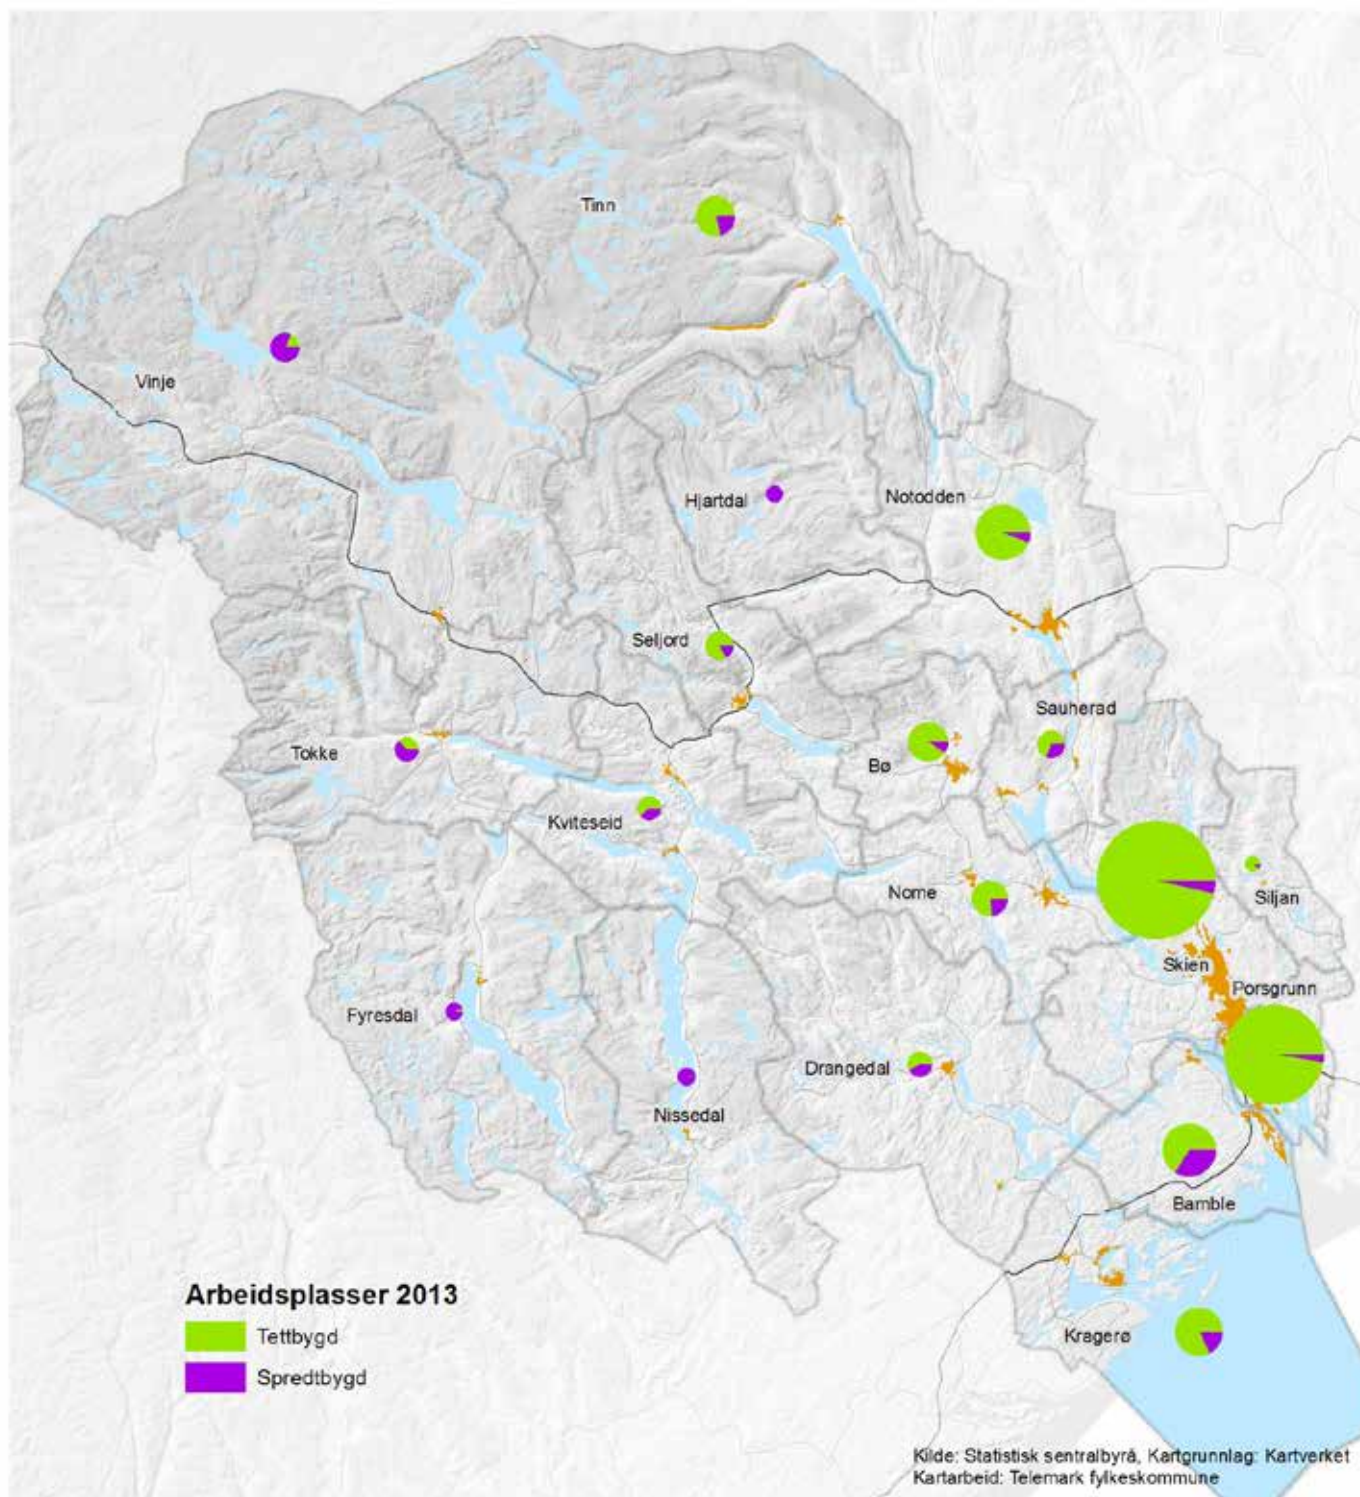 Tinn
Vinje
Hjartdal
Notodden
Seljord
Sauherad
Tokke
Bø
Kviteseid
Nome
Siljan
Skien
Porsgrunn
Fyresdal
Drangedal
Nissedal
Bamble
Arbeidsplasser 2013
Tettbygd
Kragerø
Spredtbygd
Kilde: Statistisk sentralbyrå, Kartgrunnlag: Kartverket
Kartarbeid: Telemark fylkeskommune